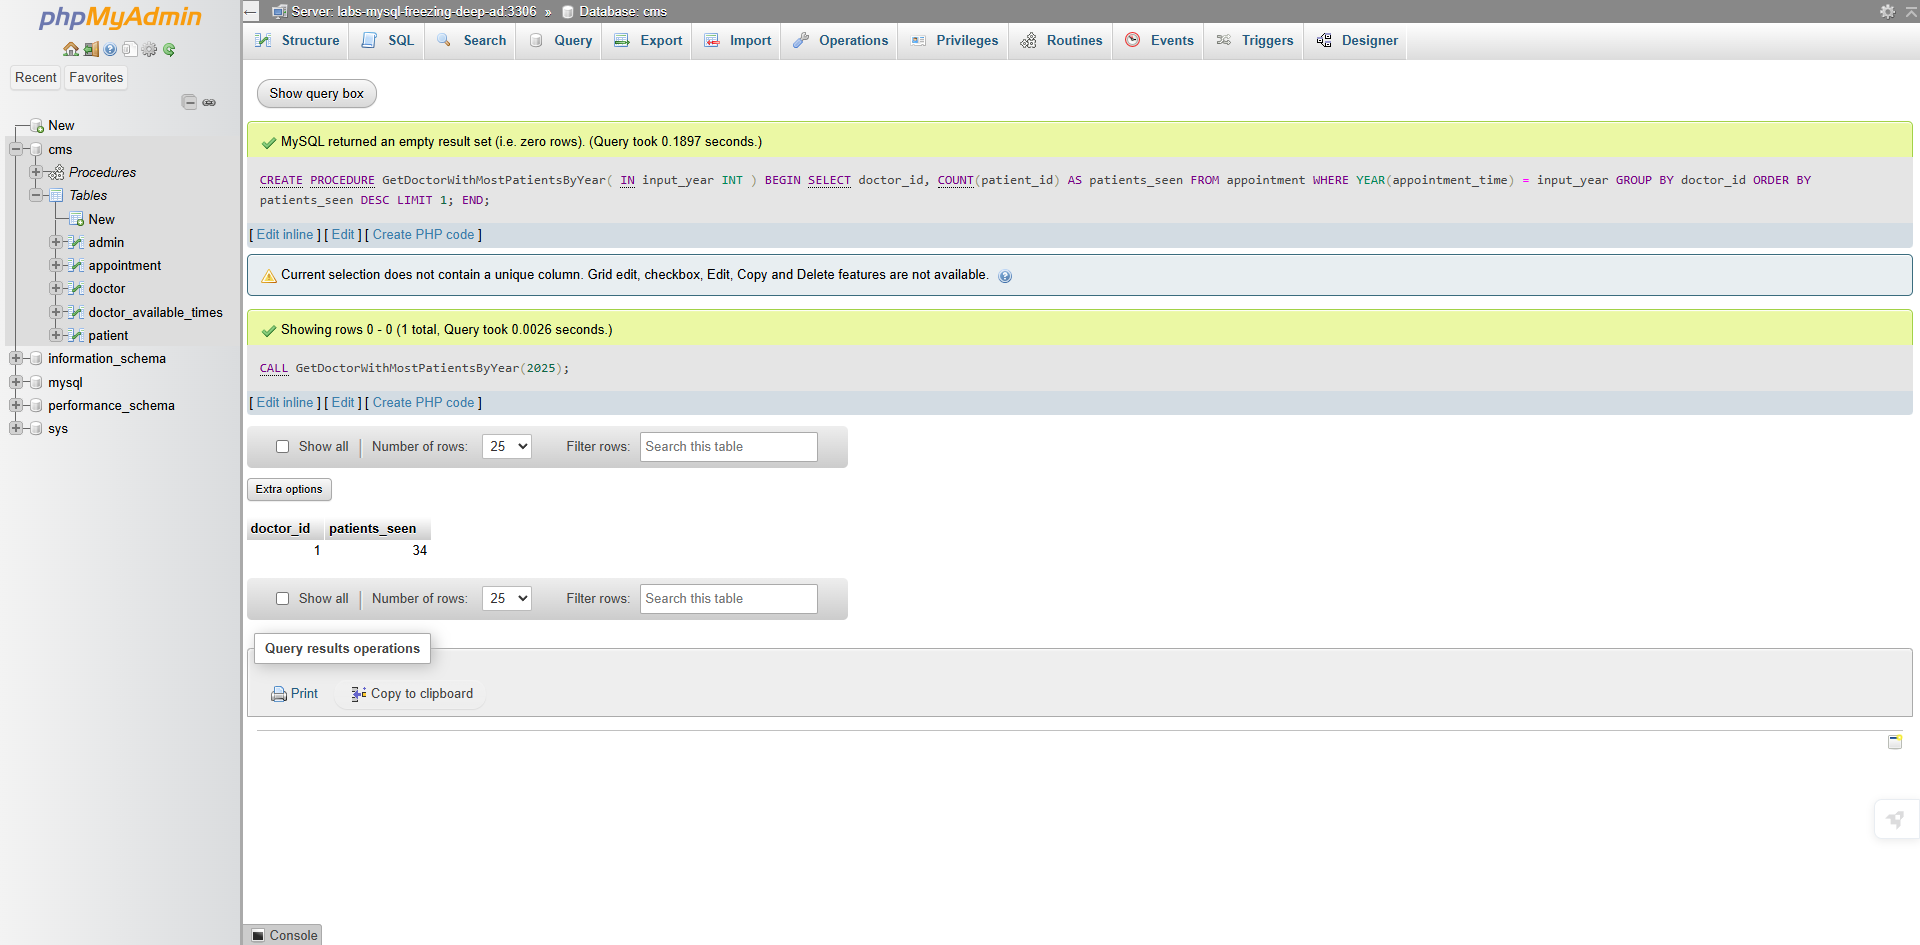 phpMyAdmin
Recent Favorites
New
cms
Procedures
Tables
New
admin
appointment
doctor
doctor_available_times
patient
information_schema
mysql
performance_schema
sys
Server: labs-mysql-freezing-deep-ad:3306 » Database: cms
Structure SQL Search Query Export Import Operations Privileges Routines Events Triggers Designer
Show query box
MySQL returned an empty result set (i.e. zero rows). (Query took 0.1897 seconds.)
CREATE PROCEDURE GetDoctorWithMostPatientsByYear( IN input_year INT ) BEGIN SELECT doctor_id, COUNT(patient_id) AS patients_seen FROM appointment WHERE YEAR(appointment_time) = input_year GROUP BY doctor_id ORDER BY
patients_seen DESC LIMIT 1; END;
[ Edit inline ] [ Edit ] [ Create PHP code ]
Current selection does not contain a unique column. Grid edit, checkbox, Edit, Copy and Delete features are not available.
Showing rows 0 - 0 (1 total, Query took 0.0026 seconds.)
CALL GetDoctorWithMostPatientsByYear(2025);
[ Edit inline ] [ Edit ] [ Create PHP code ]
Show all | Number of rows: 25 Filter rows: Search this table
Extra options
doctor_id patients_seen
1 34
Show all | Number of rows: 25 Filter rows: Search this table
Query results operations
Print Copy to clipboard
Console